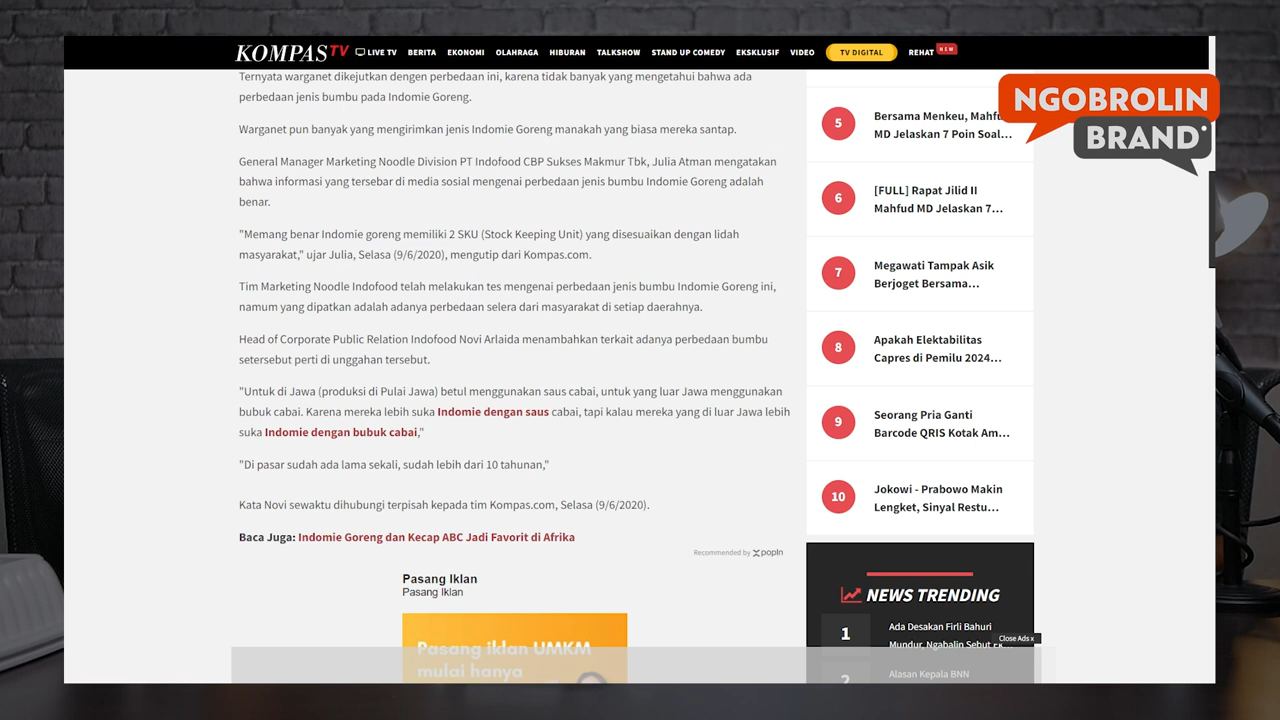 KOMPASTV
LIVE TV BERITA EKONOMI OLAHRAGA HIBURAN TALKSHOW STAND UP COMEDY EKSKLUSIF VIDEO TV DIGITAL REHAT NEW
NGOBROLIN
BRAND
Ternyata warganet dikejutkan dengan perbedaan ini, karena tidak banyak yang mengetahui bahwa ada
perbedaan jenis bumbu pada Indomie Goreng.
Warganet pun banyak yang mengirimkan jenis Indomie Goreng manakah yang biasa mereka santap.
General Manager Marketing Noodle Division PT Indofood CBP Sukses Makmur Tbk, Julia Atman mengatakan
bahwa informasi yang tersebar di media sosial mengenai perbedaan jenis bumbu Indomie Goreng adalah
benar.
"Memang benar Indomie goreng memiliki 2 SKU (Stock Keeping Unit) yang disesuaikan dengan lidah
masyarakat," ujar Julia, Selasa (9/6/2020), mengutip dari Kompas.com.
Tim Marketing Noodle Indofood telah melakukan tes mengenai perbedaan jenis bumbu Indomie Goreng ini,
namum yang dipatkan adalah adanya perbedaan selera dari masyarakat di setiap daerahnya.
Head of Corporate Public Relation Indofood Novi Arlaida menambahkan terkait adanya perbedaan bumbu
setersebut perti di unggahan tersebut.
"Untuk di Jawa (produksi di Pulai Jawa) betul menggunakan saus cabai, untuk yang luar Jawa menggunakan
bubuk cabai. Karena mereka lebih suka Indomie dengan saus cabai, tapi kalau mereka yang di luar Jawa lebih
suka Indomie dengan bubuk cabai,"
"Di pasar sudah ada lama sekali, sudah lebih dari 10 tahunan,"
Kata Novi sewaktu dihubungi terpisah kepada tim Kompas.com, Selasa (9/6/2020).
Baca Juga: Indomie Goreng dan Kecap ABC Jadi Favorit di Afrika
Recommended by popIn
Pasang Iklan
Pasang Iklan
Pasang iklan UMKM
mulai hanya
5
Bersama Menkeu, Mahfu
MD Jelaskan 7 Poin Soal...
6
[FULL] Rapat Jilid II
Mahfud MD Jelaskan 7...
7
Megawati Tampak Asik
Berjoget Bersama...
8
Apakah Elektabilitas
Capres di Pemilu 2024...
9
Seorang Pria Ganti
Barcode QRIS Kotak Am...
10
Jokowi - Prabowo Makin
Lengket, Sinyal Restu...
NEWS TRENDING
1
Ada Desakan Firli Bahuri
Mundur, Ngabalin Sebut
Close Ads x
2
Alasan Kepala BNN